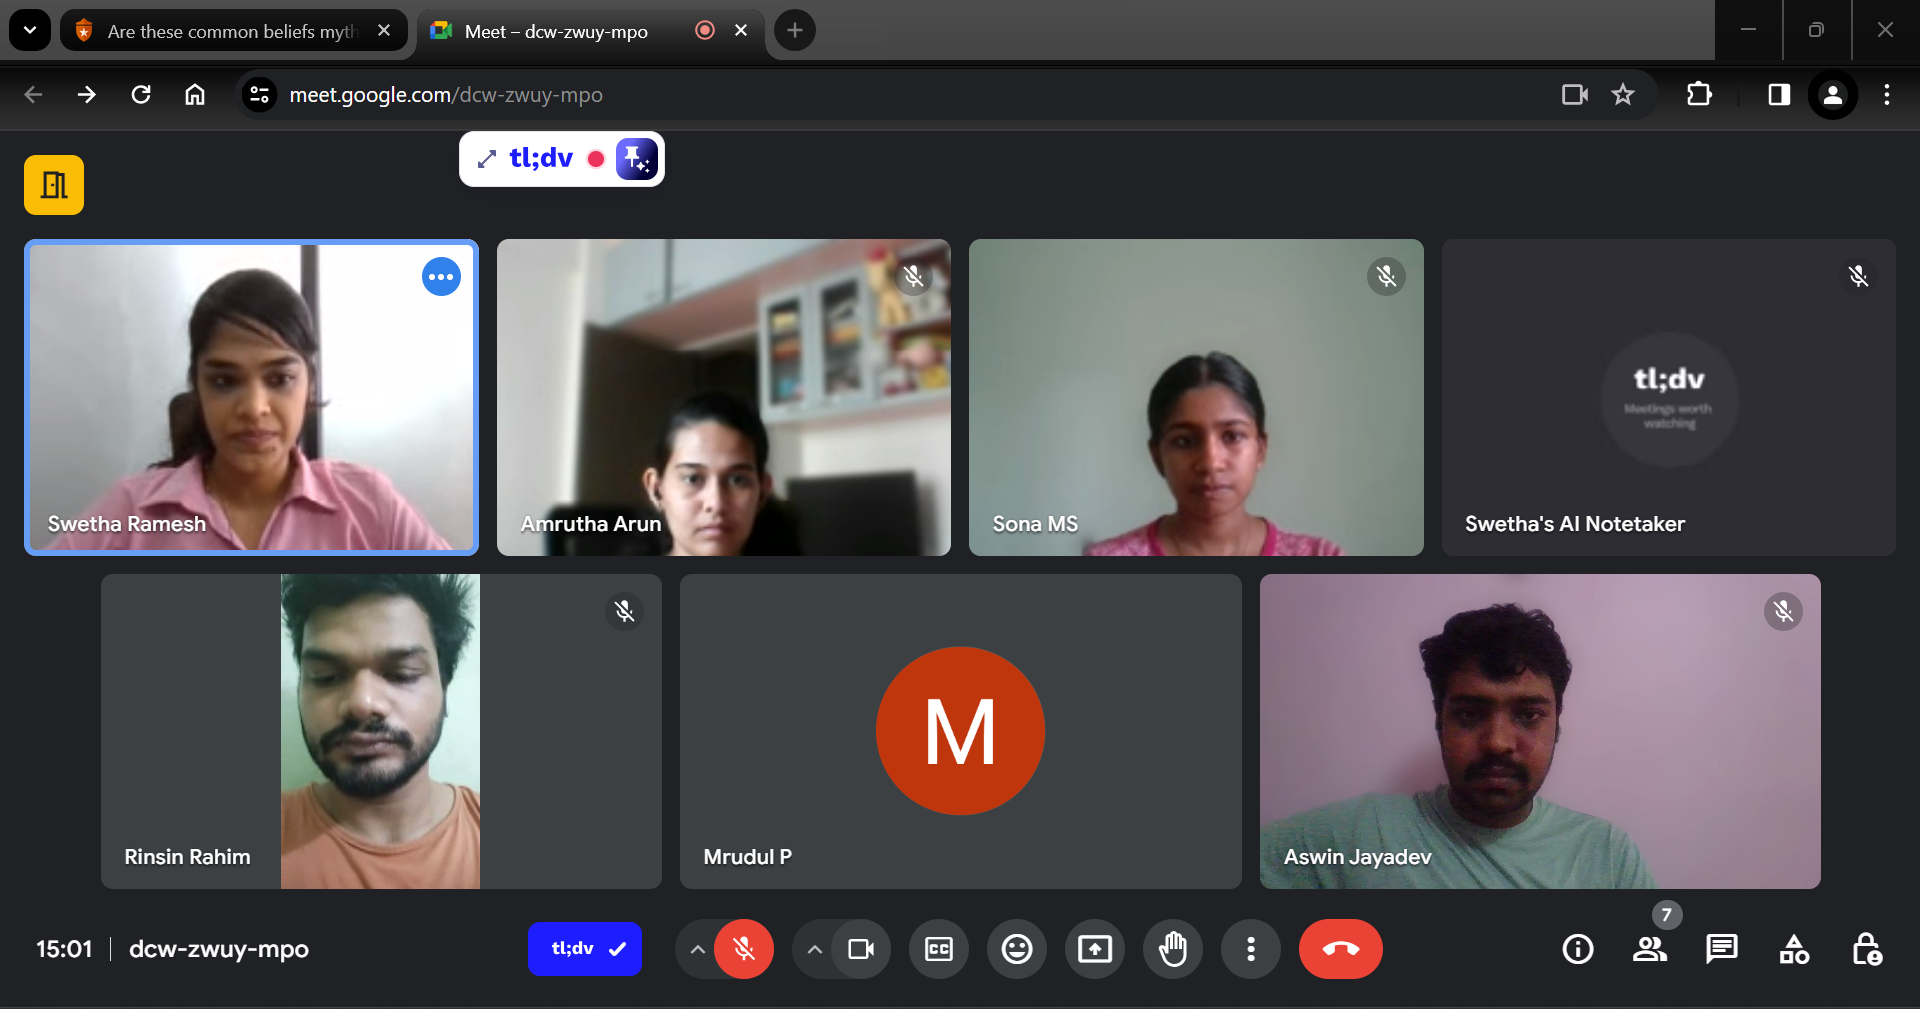 Are these common beliefs myth
Meet – dcw-zwuy-mpo
meet.google.com/dcw-zwuy-mpo
tl;dv
Swetha Ramesh
Amrutha Arun
Sona MS
tl;dv
Meetings worth
watching
Swetha's AI Notetaker
Rinsin Rahim
M
Mrudul P
Aswin Jayadev
15:01
dcw-zwuy-mpo
tl;dv
CC
7